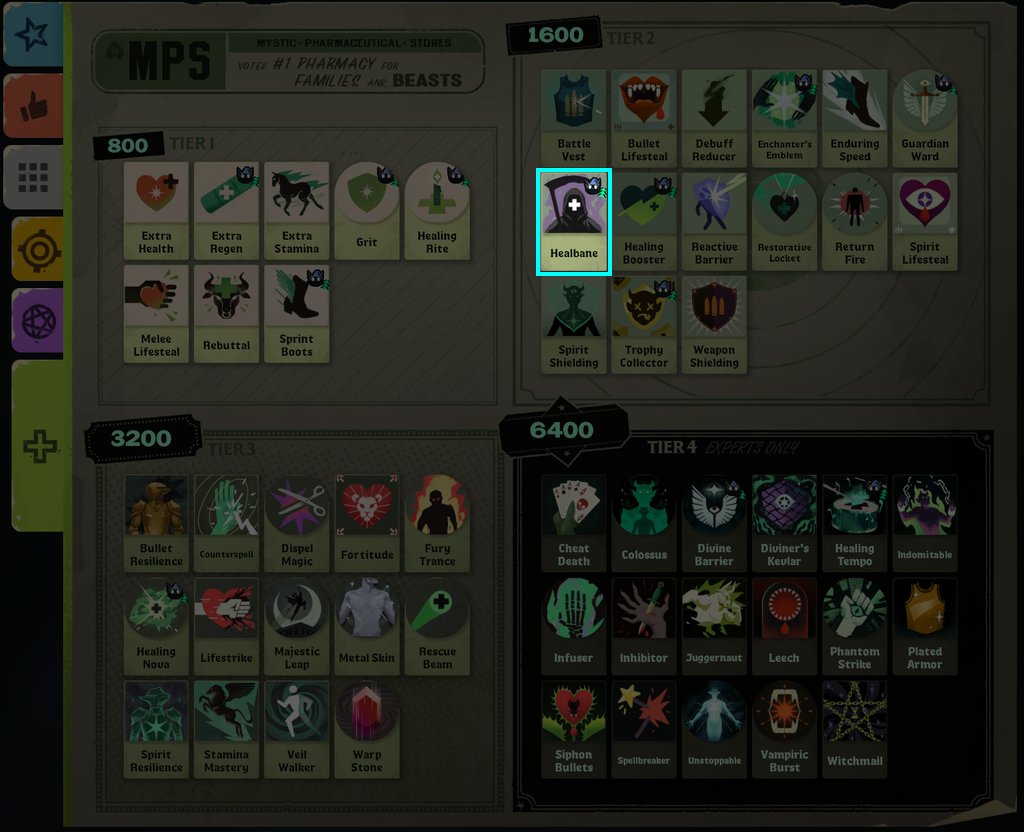 MPS
MYSTIC · PHARMACEUTICAL · STORES
VOTED #1 PHARMACY FOR
FAMILIES AND BEASTS
800
TIER 1
Extra
Health
Extra
Regen
Extra
Stamina
Grit
Healing
Rite
Melee
Lifesteal
Rebuttal
Sprint
Boots
1600
TIER 2
Battle
Vest
Bullet
Lifesteal
Debuff
Reducer
Enchanter's
Emblem
Enduring
Speed
Guardian
Ward
Healbane
Healing
Booster
Reactive
Barrier
Restorative
Locket
Return
Fire
Spirit
Lifesteal
Spirit
Shielding
Trophy
Collector
Weapon
Shielding
3200
TIER 3
Bullet
Resilience
Counterspell
Dispel
Magic
Fortitude
Fury
Trance
Healing
Nova
Lifestrike
Majestic
Leap
Metal Skin
Rescue
Beam
Spirit
Resilience
Stamina
Mastery
Veil
Walker
Warp
Stone
6400
TIER 4 EXPERTS ONLY
Cheat
Death
Colossus
Divine
Barrier
Diviner's
Kevlar
Healing
Tempo
Indomitable
Infuser
Inhibitor
Juggernaut
Leech
Phantom
Strike
Plated
Armor
Siphon
Bullets
Spellbreaker
Unstoppable
Vampiric
Burst
Witchmail